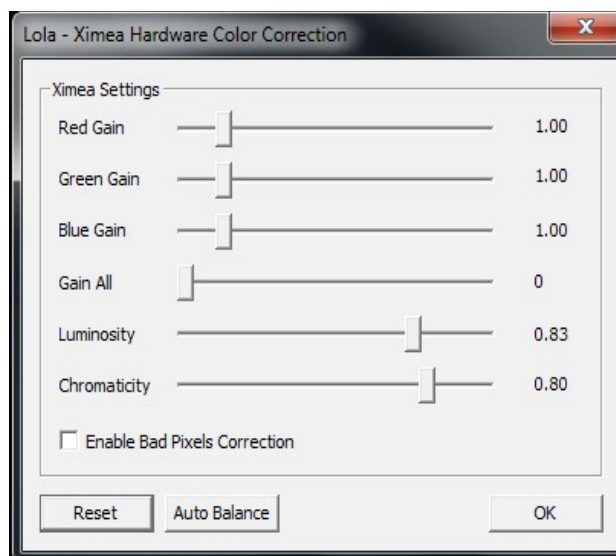 Lola - Ximea Hardware Color Correction
Ximea Settings
Red Gain 1.00
Green Gain 1.00
Blue Gain 1.00
Gain All 0
Luminosity 0.83
Chromaticity 0.80
Enable Bad Pixels Correction
Reset Auto Balance OK